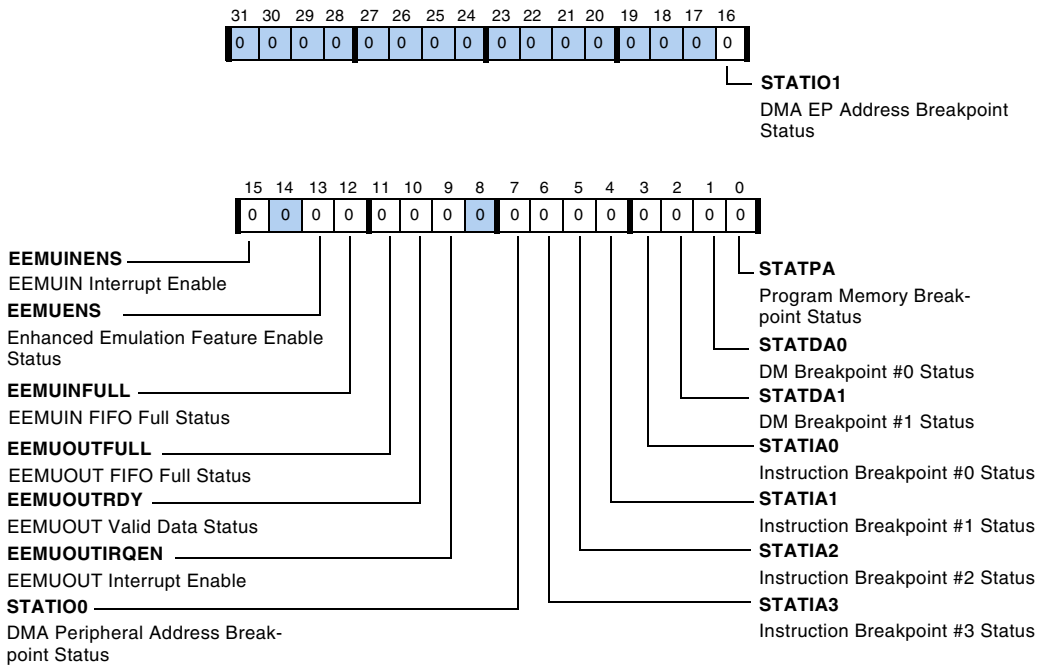 31 30 29 28 27 26 25 24 23 22 21 20 19 18 17 16
0 0 0 0 0 0 0 0 0 0 0 0 0 0 0 0
STATIO1
DMA EP Address Breakpoint
Status
15 14 13 12 11 10 9 8 7 6 5 4 3 2 1 0
0 0 0 0 0 0 0 0 0 0 0 0 0 0 0 0
EEMUINENS
EEMUIN Interrupt Enable
EEMUENS
Enhanced Emulation Feature Enable
Status
EEMUINFULL
EEMUIN FIFO Full Status
EEMUOUTFULL
EEMUOUT FIFO Full Status
EEMUOUTRDY
EEMUOUT Valid Data Status
EEMUOUTIRQEN
EEMUOUT Interrupt Enable
STATIO0
DMA Peripheral Address Break-
point Status
STATPA
Program Memory Break-
point Status
STATDA0
DM Breakpoint #0 Status
STATDA1
DM Breakpoint #1 Status
STATIA0
Instruction Breakpoint #0 Status
STATIA1
Instruction Breakpoint #1 Status
STATIA2
Instruction Breakpoint #2 Status
STATIA3
Instruction Breakpoint #3 Status